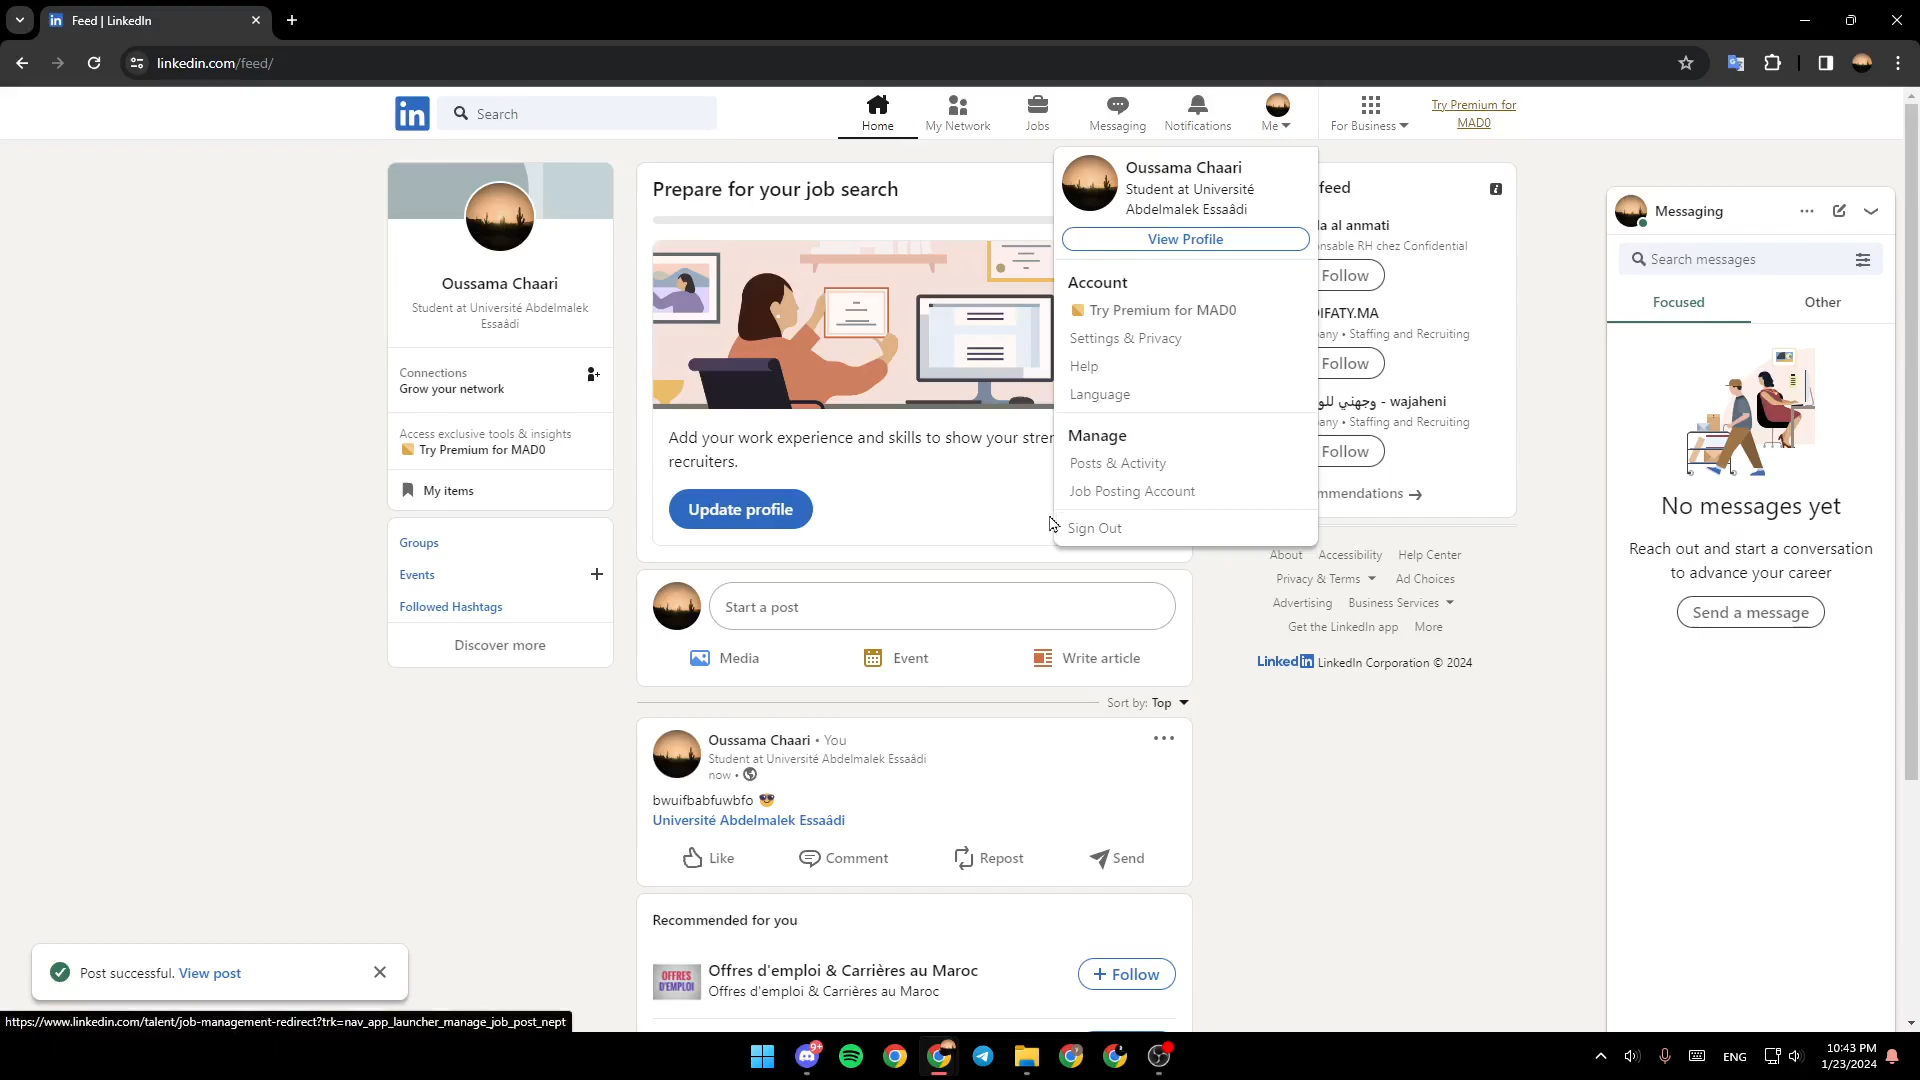 Feed | LinkedIn
linkedin.com/feed/
in
Search
Home
My Network
Jobs
Messaging
Notifications
Me
For Business
Try Premium for
MAD0
Oussama Chaari
Student at Université Abdelmalek
Essaâdi
Connections
Grow your network
Access exclusive tools & insights
Try Premium for MAD0
My items
Groups
Events
Followed Hashtags
Discover more
Prepare for your job search
Add your work experience and skills to show your
recruiters.
Update profile
Start a post
Media
Event
Write article
Sort by: Top
Oussama Chaari • You
Student at Université Abdelmalek Essaâdi
now •
bwuifbabfuwbfo
Université Abdelmalek Essaâdi
Like
Comment
Repost
Send
Recommended for you
OFFRES
D'EMPLOI
Offres d'emploi & Carrières au Maroc
Offres d'emploi & Carrières au Maroc
+ Follow
Oussama Chaari
Student at Université
Abdelmalek Essaâdi
View Profile
Account
Try Premium for MAD0
Settings & Privacy
Help
Language
Manage
Posts & Activity
Job Posting Account
Sign Out
feed
la al anmati
RH chez Confidential
Follow
IFATY.MA
• Staffing and Recruiting
Follow
وجهني - wajaheni
• Staffing and Recruiting
Follow
About
Accessibility
Help Center
Privacy & Terms
Ad Choices
Advertising
Business Services
Get the LinkedIn app
More
LinkedIn LinkedIn Corporation © 2024
Messaging
Search messages
Focused
Other
No messages yet
Reach out and start a conversation
to advance your career
Send a message
Post successful. View post
https://www.linkedin.com/talent/job-management-redirect?trk=nav_app_launcher_manage_job_post_nept
9+
ENG
10:43 PM
1/23/2024